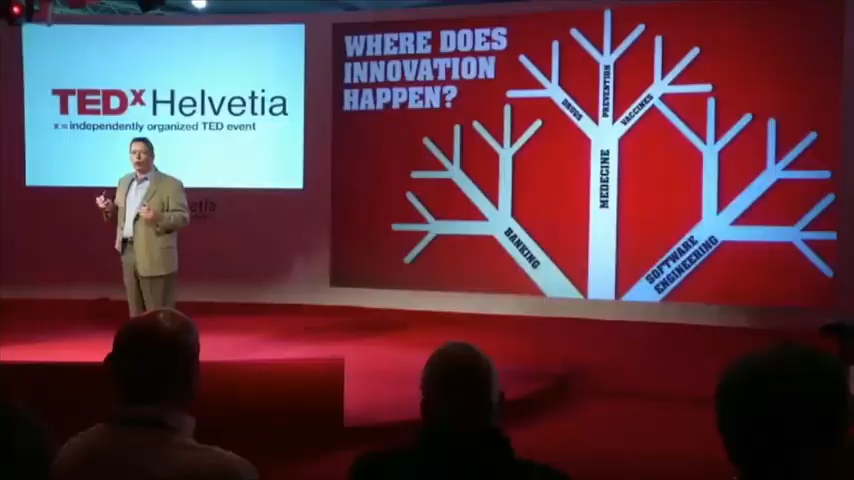 TEDx Helvetia
x = independently organized TED event
WHERE DOES
INNOVATION
HAPPEN?
DRUGS
PREVENTION
VACCINES
MEDECINE
BANKING
SOFTWARE
ENGINEERING